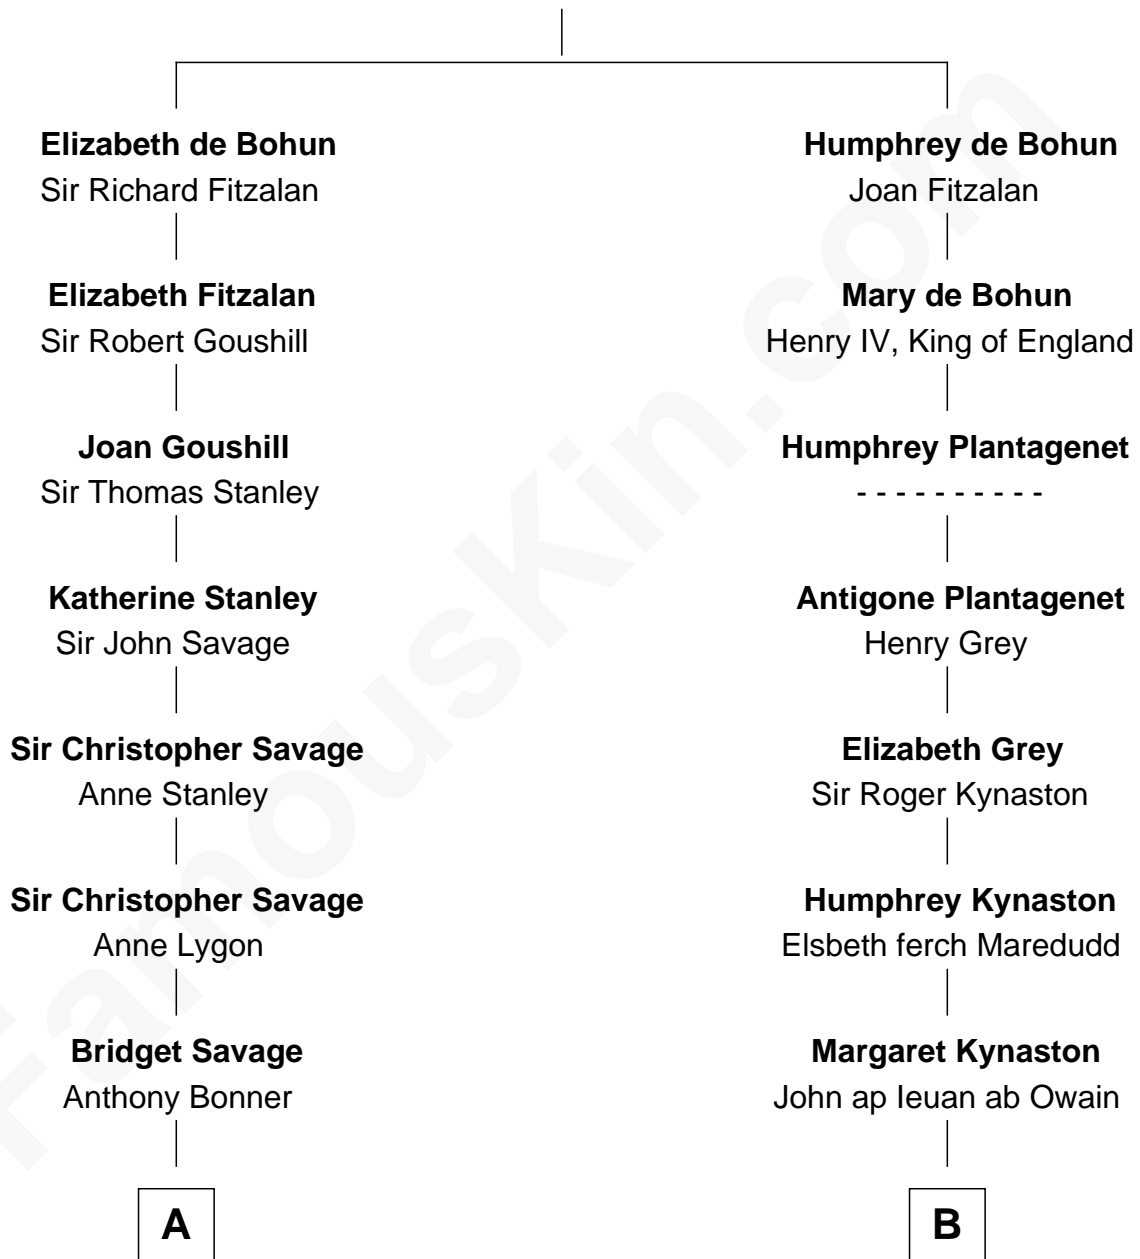 Elizabeth de Bohun
Sir Richard Fitzalan
Elizabeth Fitzalan
Sir Robert Goushill
Joan Goushill
Sir Thomas Stanley
Katherine Stanley
Sir John Savage
Sir Christopher Savage
Anne Stanley
Sir Christopher Savage
Anne Lygon
Bridget Savage
Anthony Bonner
A
Humphrey de Bohun
Joan Fitzalan
Mary de Bohun
Henry IV, King of England
Humphrey Plantagenet
- - - - - - - - - -
Antigone Plantagenet
Henry Grey
Elizabeth Grey
Sir Roger Kynaston
Humphrey Kynaston
Elsbeth ferch Maredudd
Margaret Kynaston
John ap Ieuan ab Owain
B
FamousKin.com